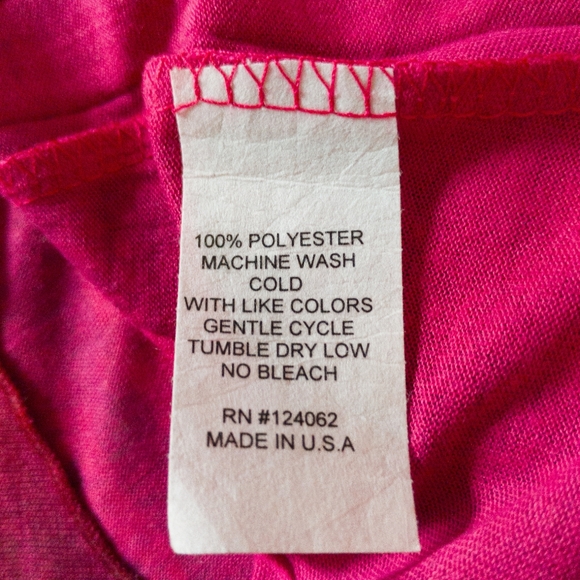 100% POLYESTER
MACHINE WASH
COLD
WITH LIKE COLORS
GENTLE CYCLE
TUMBLE DRY LOW
NO BLEACH
RN #124062
MADE IN U.S.A